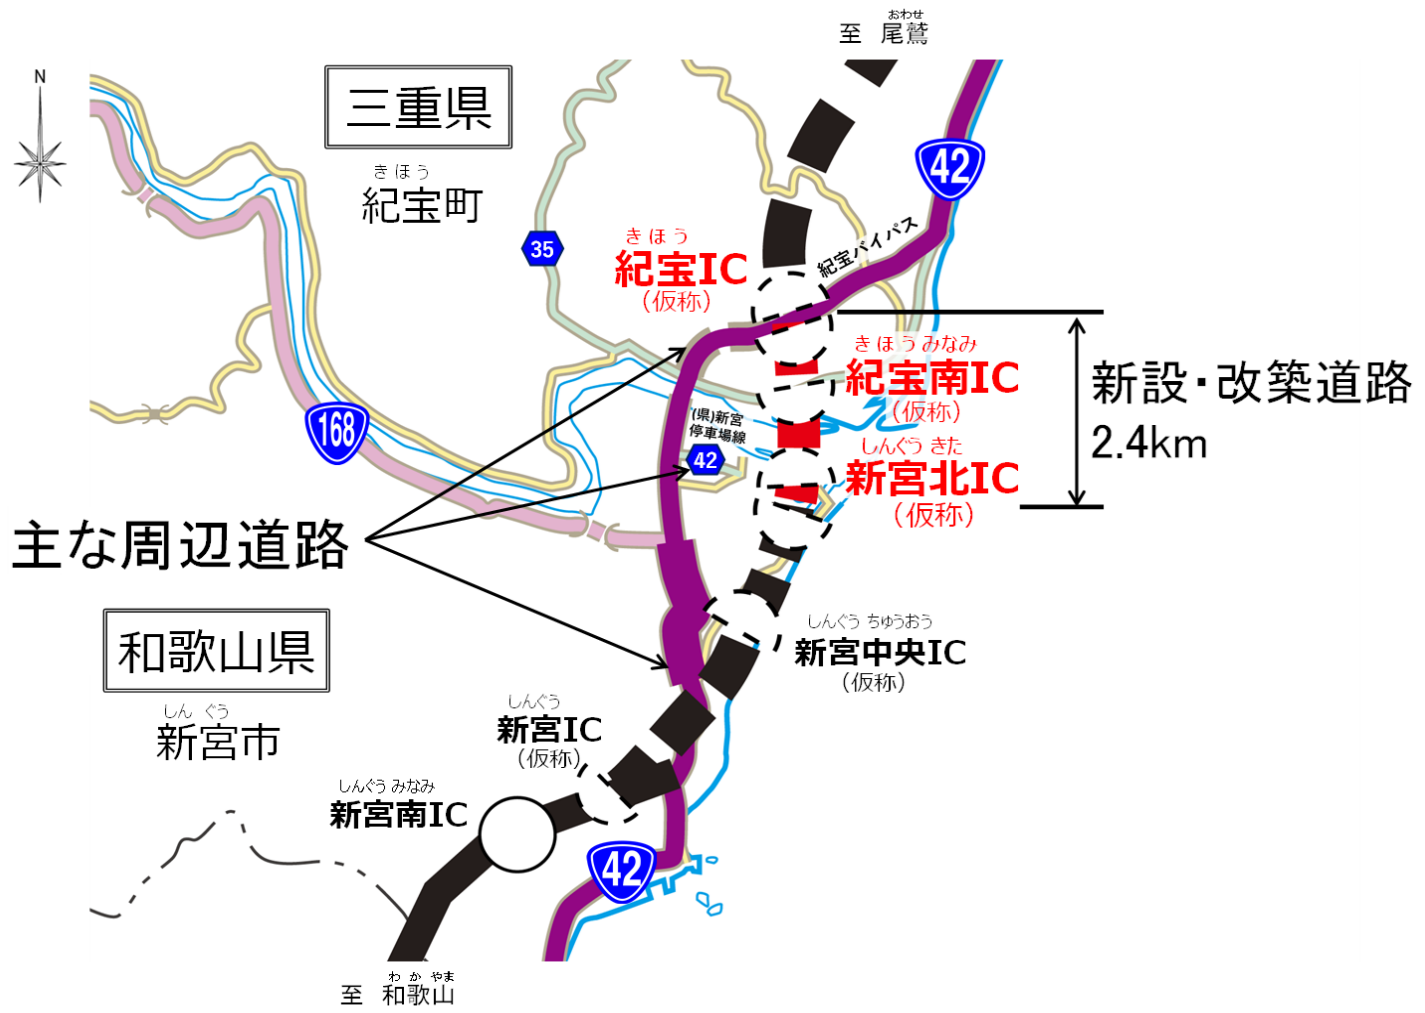 おわせ
至 尾鷲
N
三重県
きほう
紀宝町
42
35
紀宝バイパス
きほう
紀宝IC
(仮称)
きほうみなみ
紀宝南IC
(仮称)
新設・改築道路
2.4km
168
(県)新宮
停車場線
42
しんぐう きた
新宮北IC
(仮称)
主な周辺道路
和歌山県
しん ぐう
新宮市
しんぐう ちゅうおう
新宮中央IC
(仮称)
しんぐう
新宮IC
(仮称)
しんぐう みなみ
新宮南IC
42
わ か やま
至 和歌山